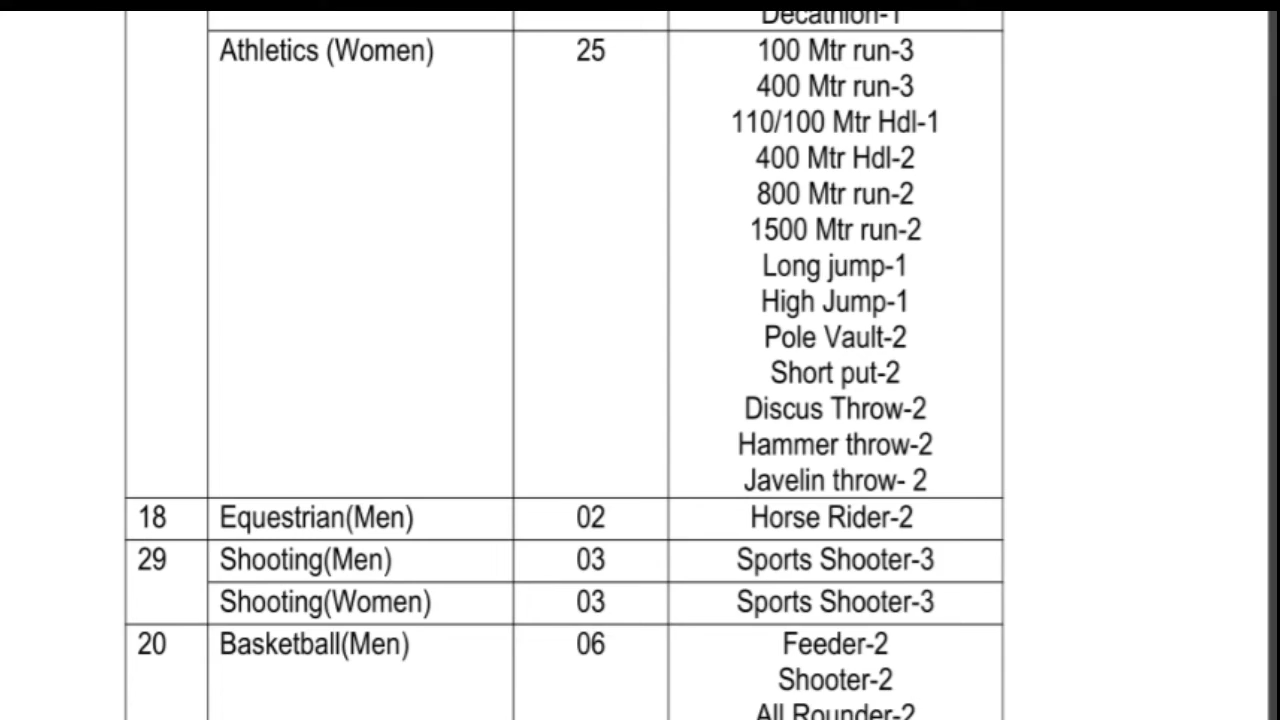 Decathlon-1
Athletics (Women) 25 100 Mtr run-3
400 Mtr run-3
110/100 Mtr Hdl-1
400 Mtr Hdl-2
800 Mtr run-2
1500 Mtr run-2
Long jump-1
High Jump-1
Pole Vault-2
Short put-2
Discus Throw-2
Hammer throw-2
Javelin throw- 2
18 Equestrian(Men) 02 Horse Rider-2
29 Shooting(Men) 03 Sports Shooter-3
Shooting(Women) 03 Sports Shooter-3
20 Basketball(Men) 06 Feeder-2
Shooter-2
All Rounder-2